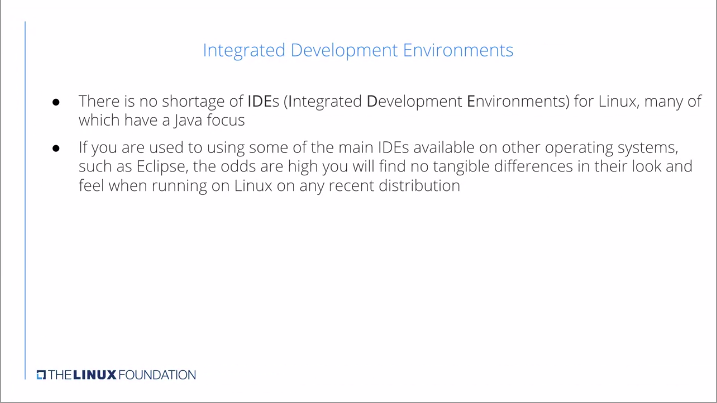 Integrated Development Environments
● There is no shortage of IDEs (Integrated Development Environments) for Linux, many of
which have a Java focus
● If you are used to using some of the main IDEs available on other operating systems,
such as Eclipse, the odds are high you will find no tangible differences in their look and
feel when running on Linux on any recent distribution
THE LINUX FOUNDATION